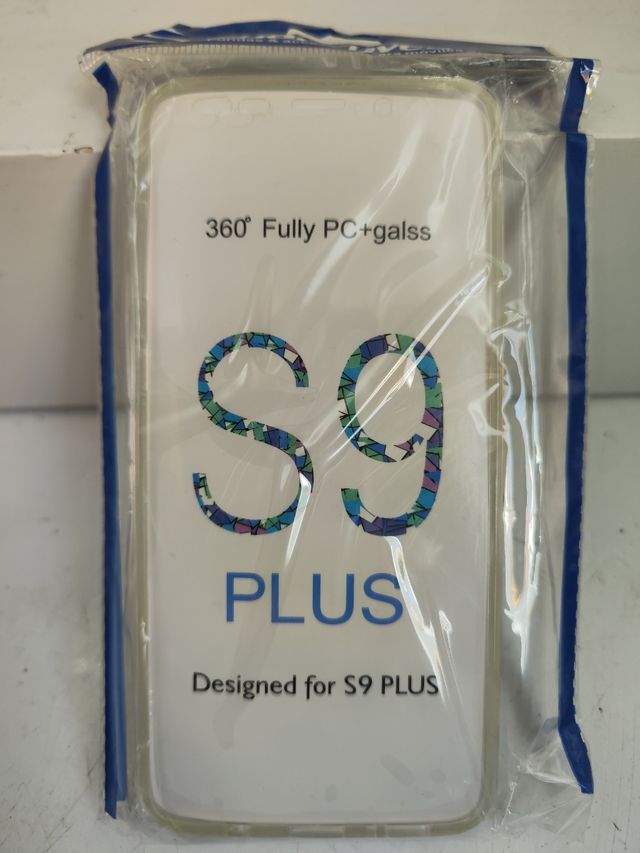 360° Fully PC+galss
S9
PLUS
Designed for S9 PLUS